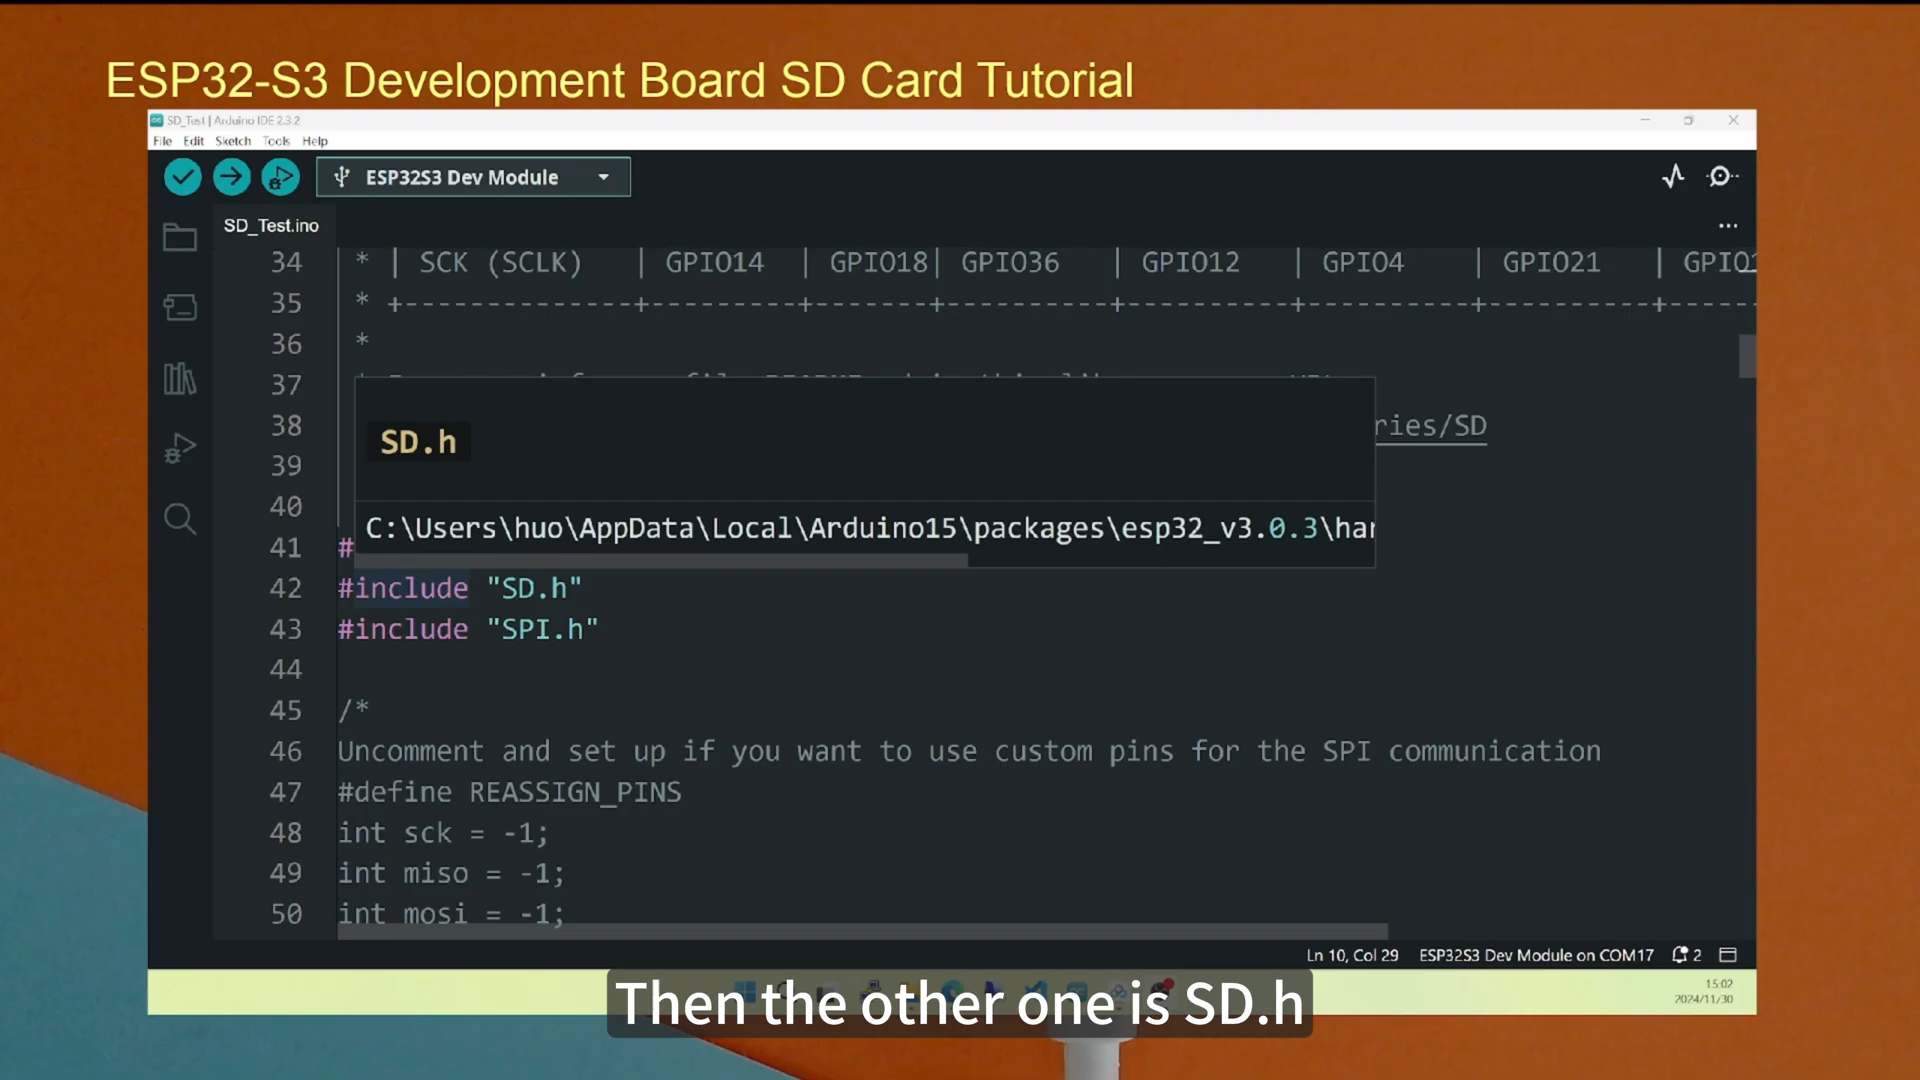 ESP32-S3 Development Board SD Card Tutorial
SD_Test | Arduino IDE 2.3.2
File Edit Sketch Tools Help
ESP32S3 Dev Module
SD_Test.ino
34 * | SCK (SCLK) | GPIO14 | GPIO18| GPIO36 | GPIO12 | GPIO4 | GPIO21 | GPIO1
35 * +---------------+---------+-------+----------+----------+----------+----------+------
36 *
37
38 ries/SD
39
40
SD.h
C:\Users\huo\AppData\Local\Arduino15\packages\esp32_v3.0.3\har
41 #
42 #include "SD.h"
43 #include "SPI.h"
44
45 /*
46 Uncomment and set up if you want to use custom pins for the SPI communication
47 #define REASSIGN_PINS
48 int sck = -1;
49 int miso = -1;
50 int mosi = -1;
Ln 10, Col 29 ESP32S3 Dev Module on COM17 2
15:02
2024/11/30
Then the other one is SD.h